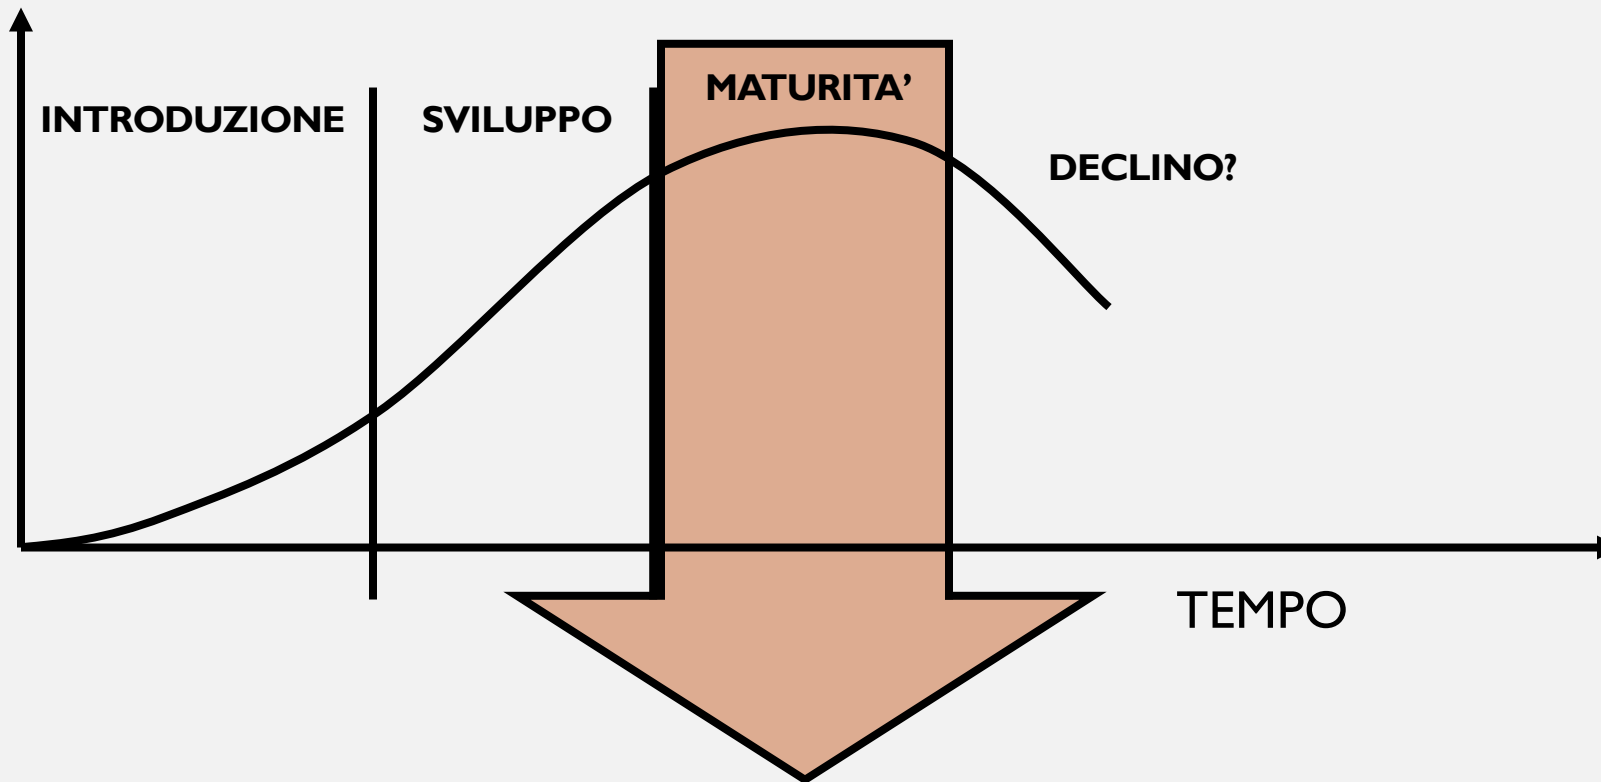 MATURITA’
INTRODUZIONE
SVILUPPO
DECLINO?
TEMPO